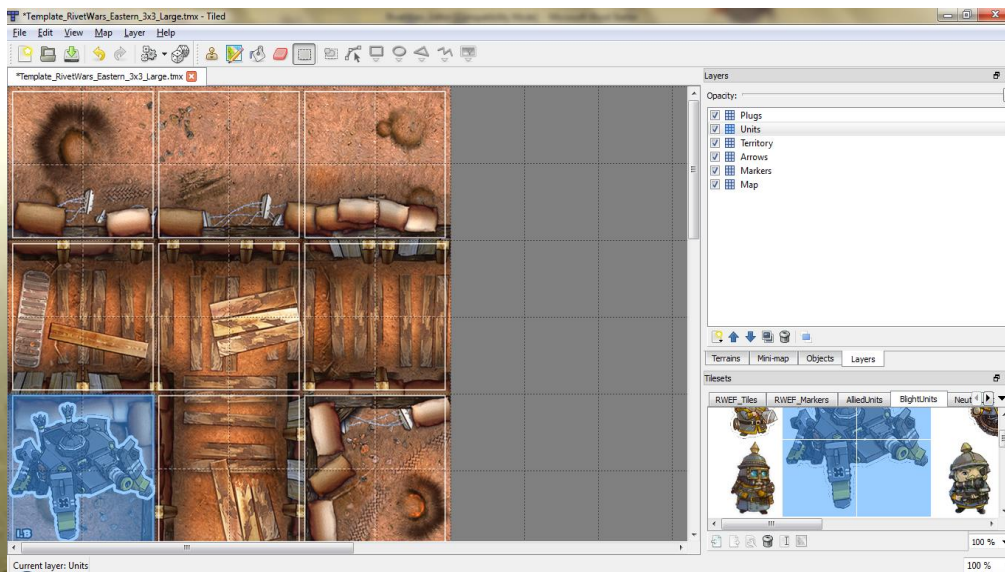 *Template_RivetWars_Eastern_3x3_Large.tmx - Tiled
File Edit View Map Layer Help
*Template_RivetWars_Eastern_3x3_Large.tmx
Layers
Opacity:
Plugs
Units
Territory
Arrows
Markers
Map
Terrains Mini-map Objects Layers
Tilesets
RWEF_Tiles RWEF_Markers AlliedUnits BlightUnits Neut
LB
100 %
Current layer: Units
100 %